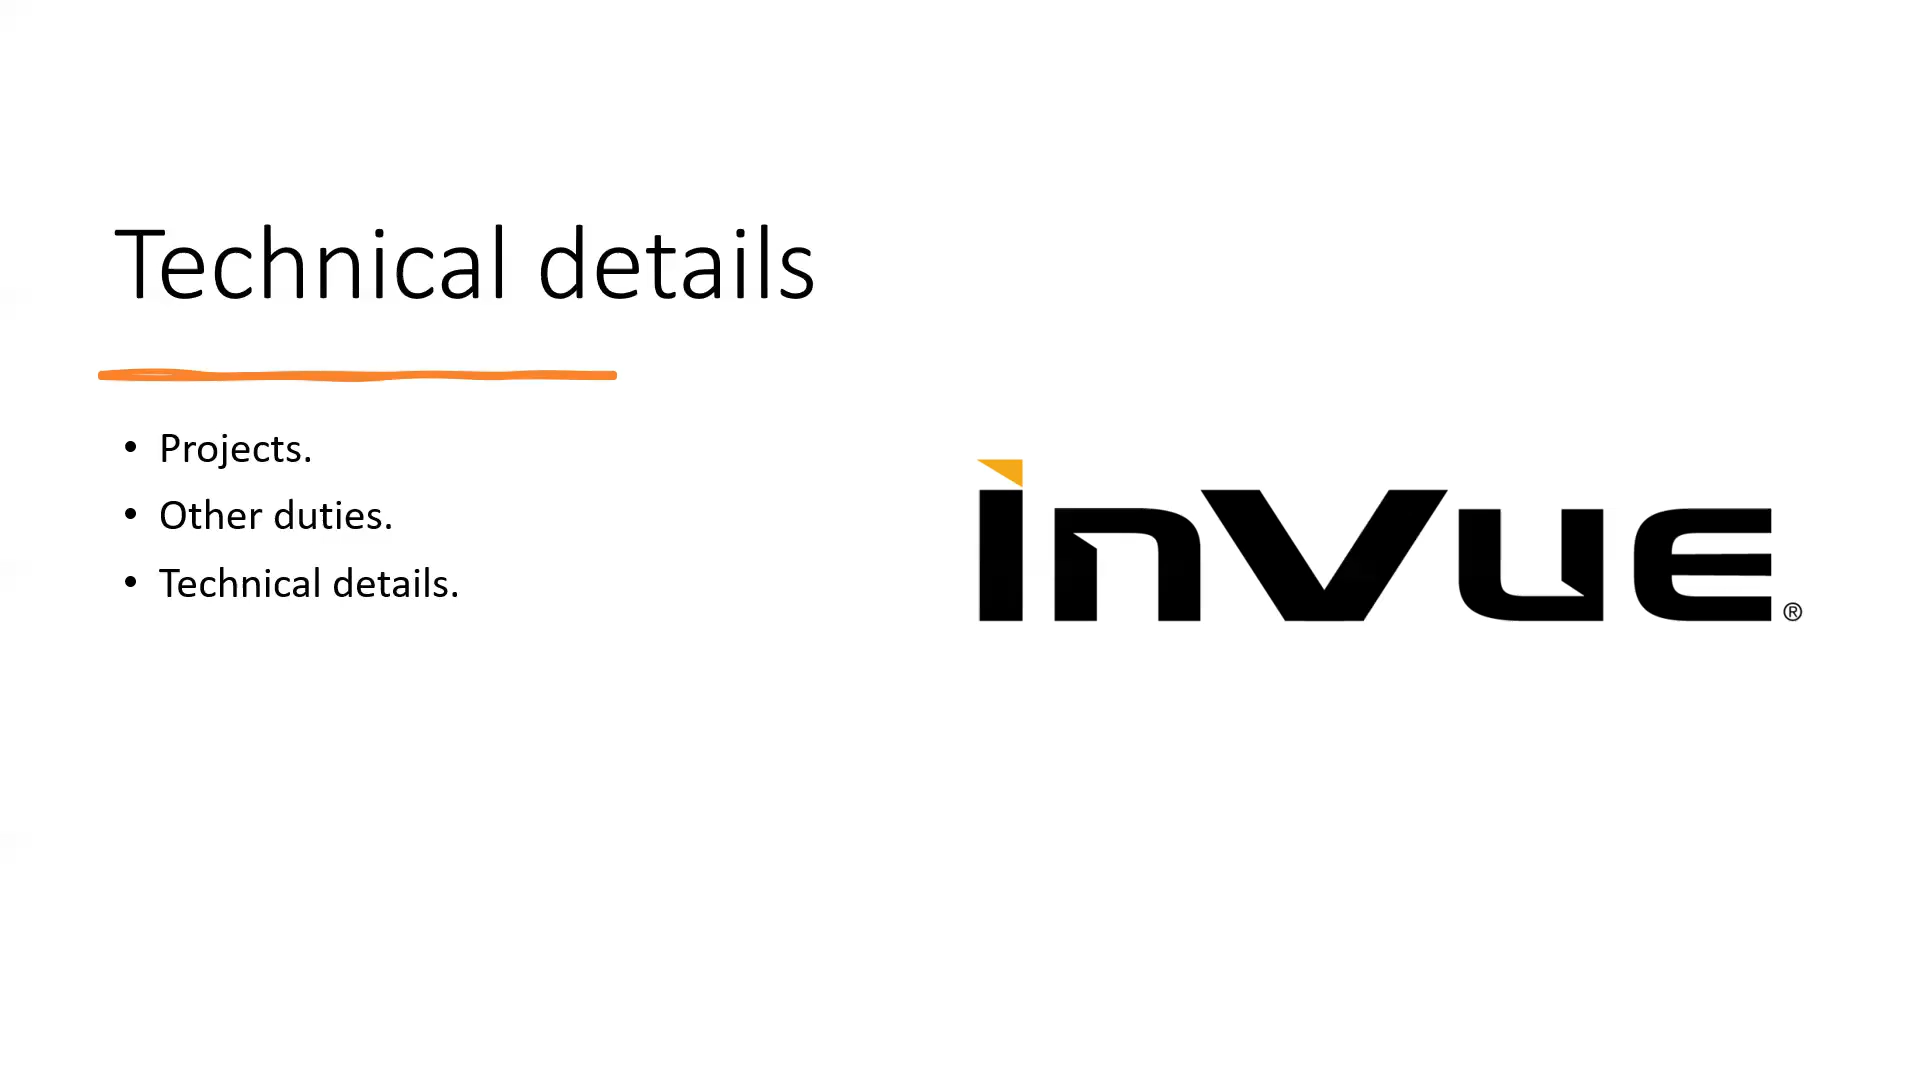 Technical details
• Projects.
• Other duties.
• Technical details.
inVue®